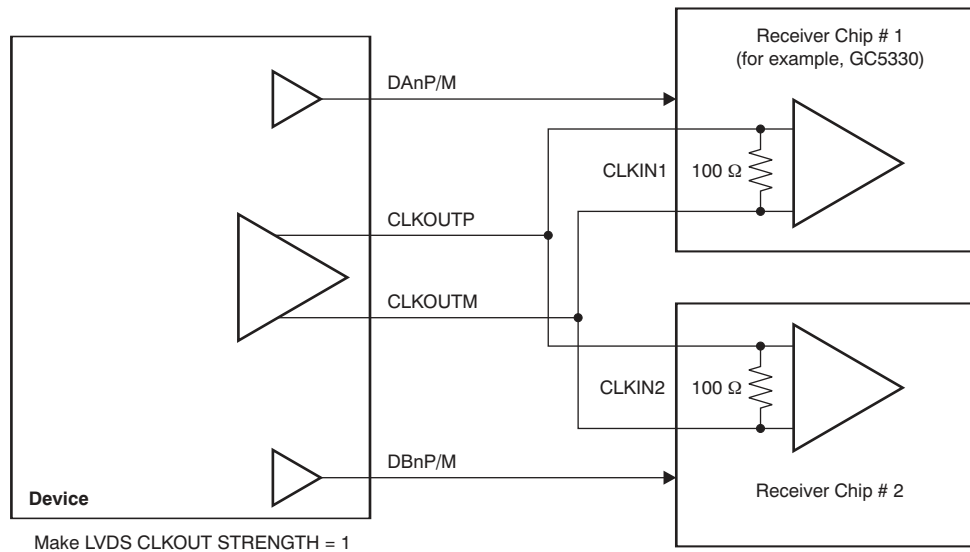 Receiver Chip # 1
(for example, GC5330)
DAnP/M
CLKIN1
100 Ω
CLKOUTP
CLKOUTM
CLKIN2
100 Ω
DBnP/M
Device
Receiver Chip # 2
Make LVDS CLKOUT STRENGTH = 1